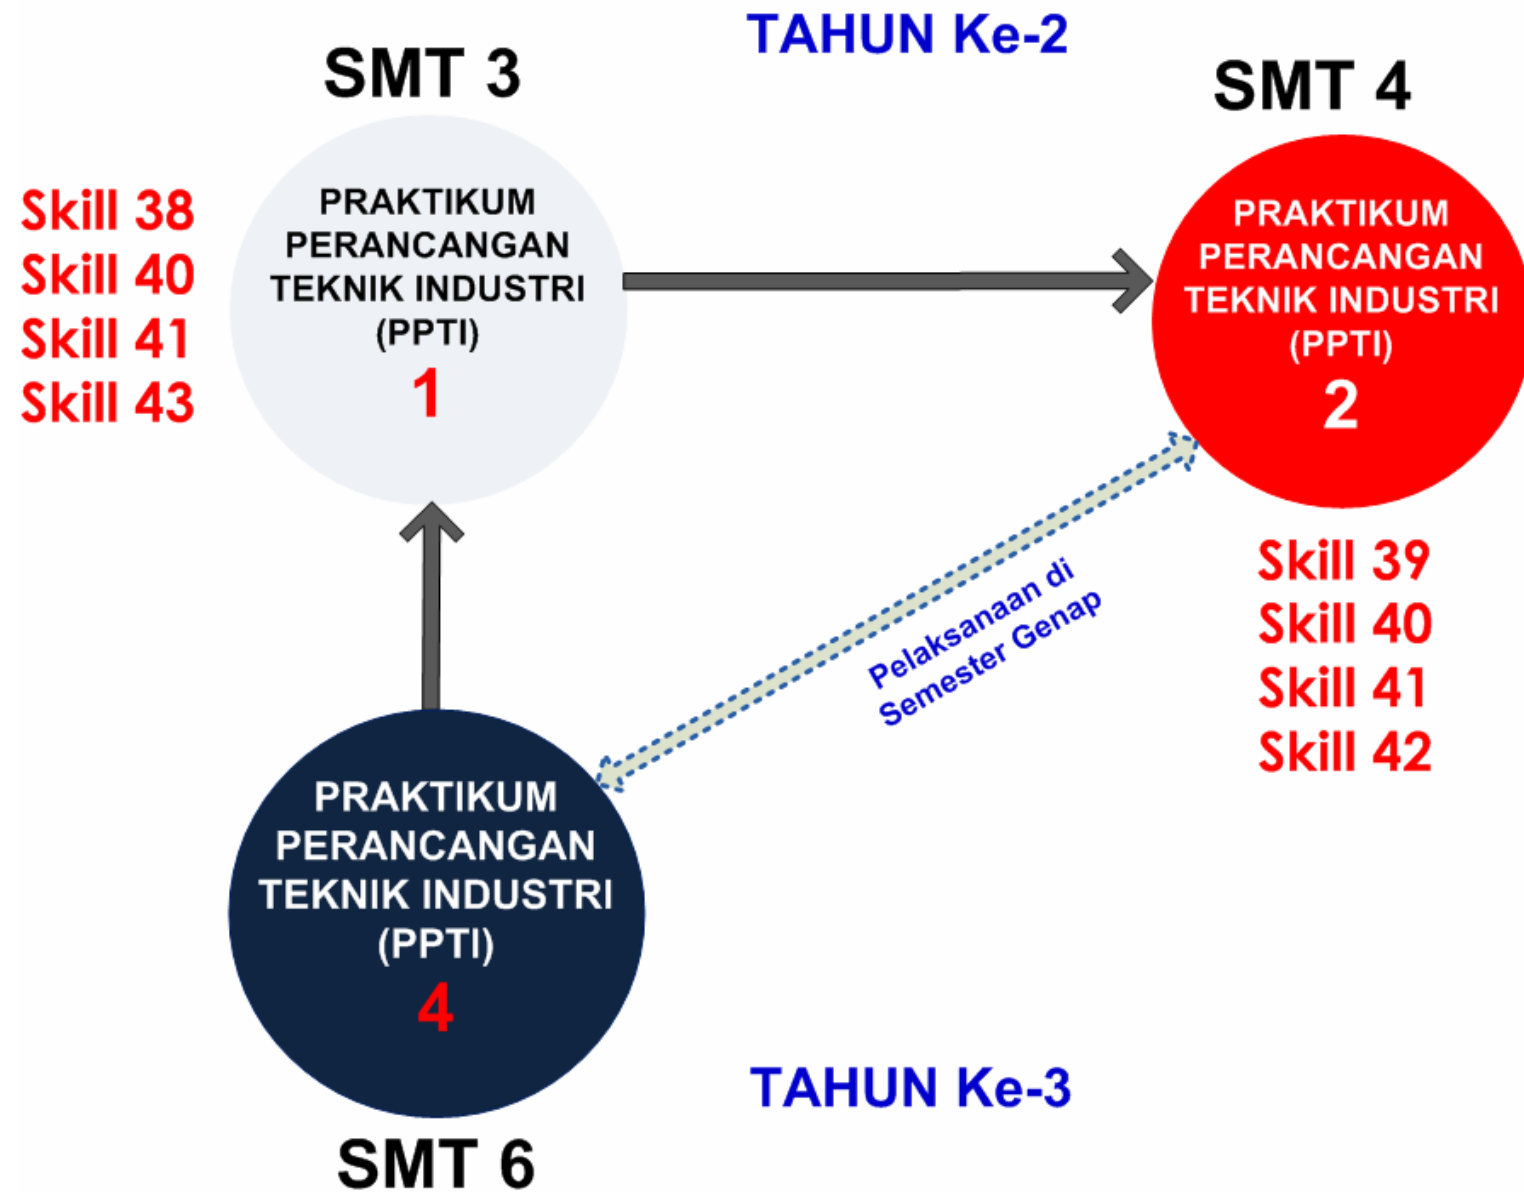 TAHUN Ke-2
SMT 3
PRAKTIKUM
PERANCANGAN
TEKNIK INDUSTRI
(PPTI)
1
Skill 38
Skill 40
Skill 41
Skill 43
SMT 4
PRAKTIKUM
PERANCANGAN
TEKNIK INDUSTRI
(PPTI)
2
Skill 39
Skill 40
Skill 41
Skill 42
Pelaksanaan di
Semester Genap
PRAKTIKUM
PERANCANGAN
TEKNIK INDUSTRI
(PPTI)
4
SMT 6
TAHUN Ke-3